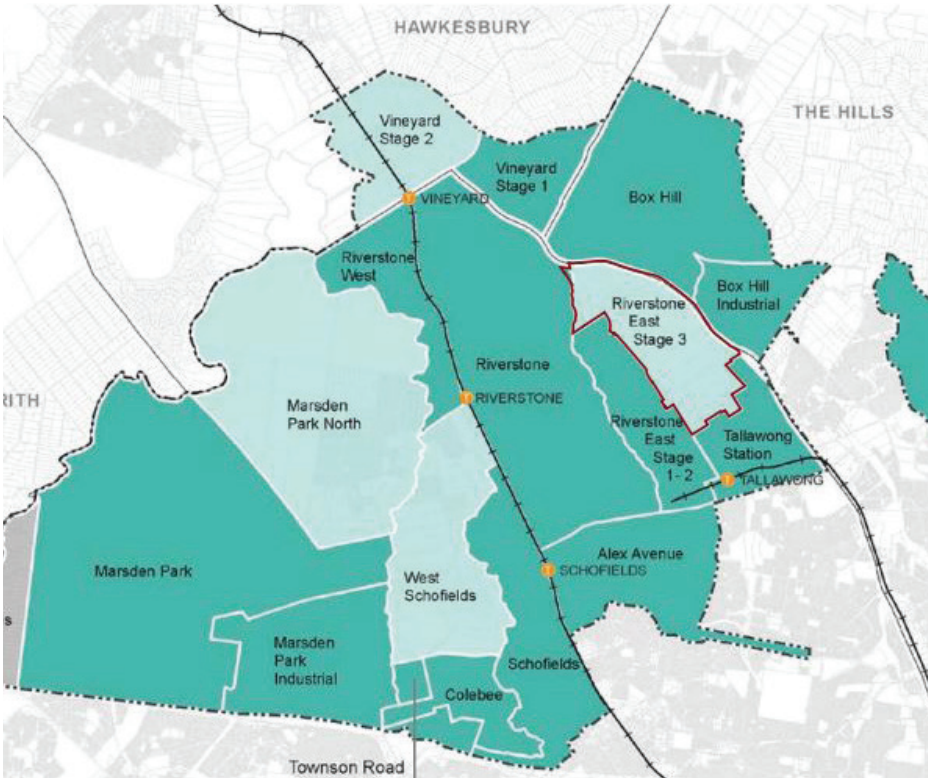 HAWKESBURY
THE HILLS
Vineyard
Stage 2
Vineyard
Stage 1
Box Hill
VINEYARD
Riverstone
West
Box Hill
Industrial
Riverstone
East
Stage 3
Riverstone
RITH
RIVERSTONE
Marsden
Park North
Riverstone
East
Stage
1- 2
Tallawong
Station
TALLAWONG
Alex Avenue
SCHOFIELDS
Marsden Park
West
Schofields
s
Marsden
Park
Industrial
Schofields
Colebee
Townson Road